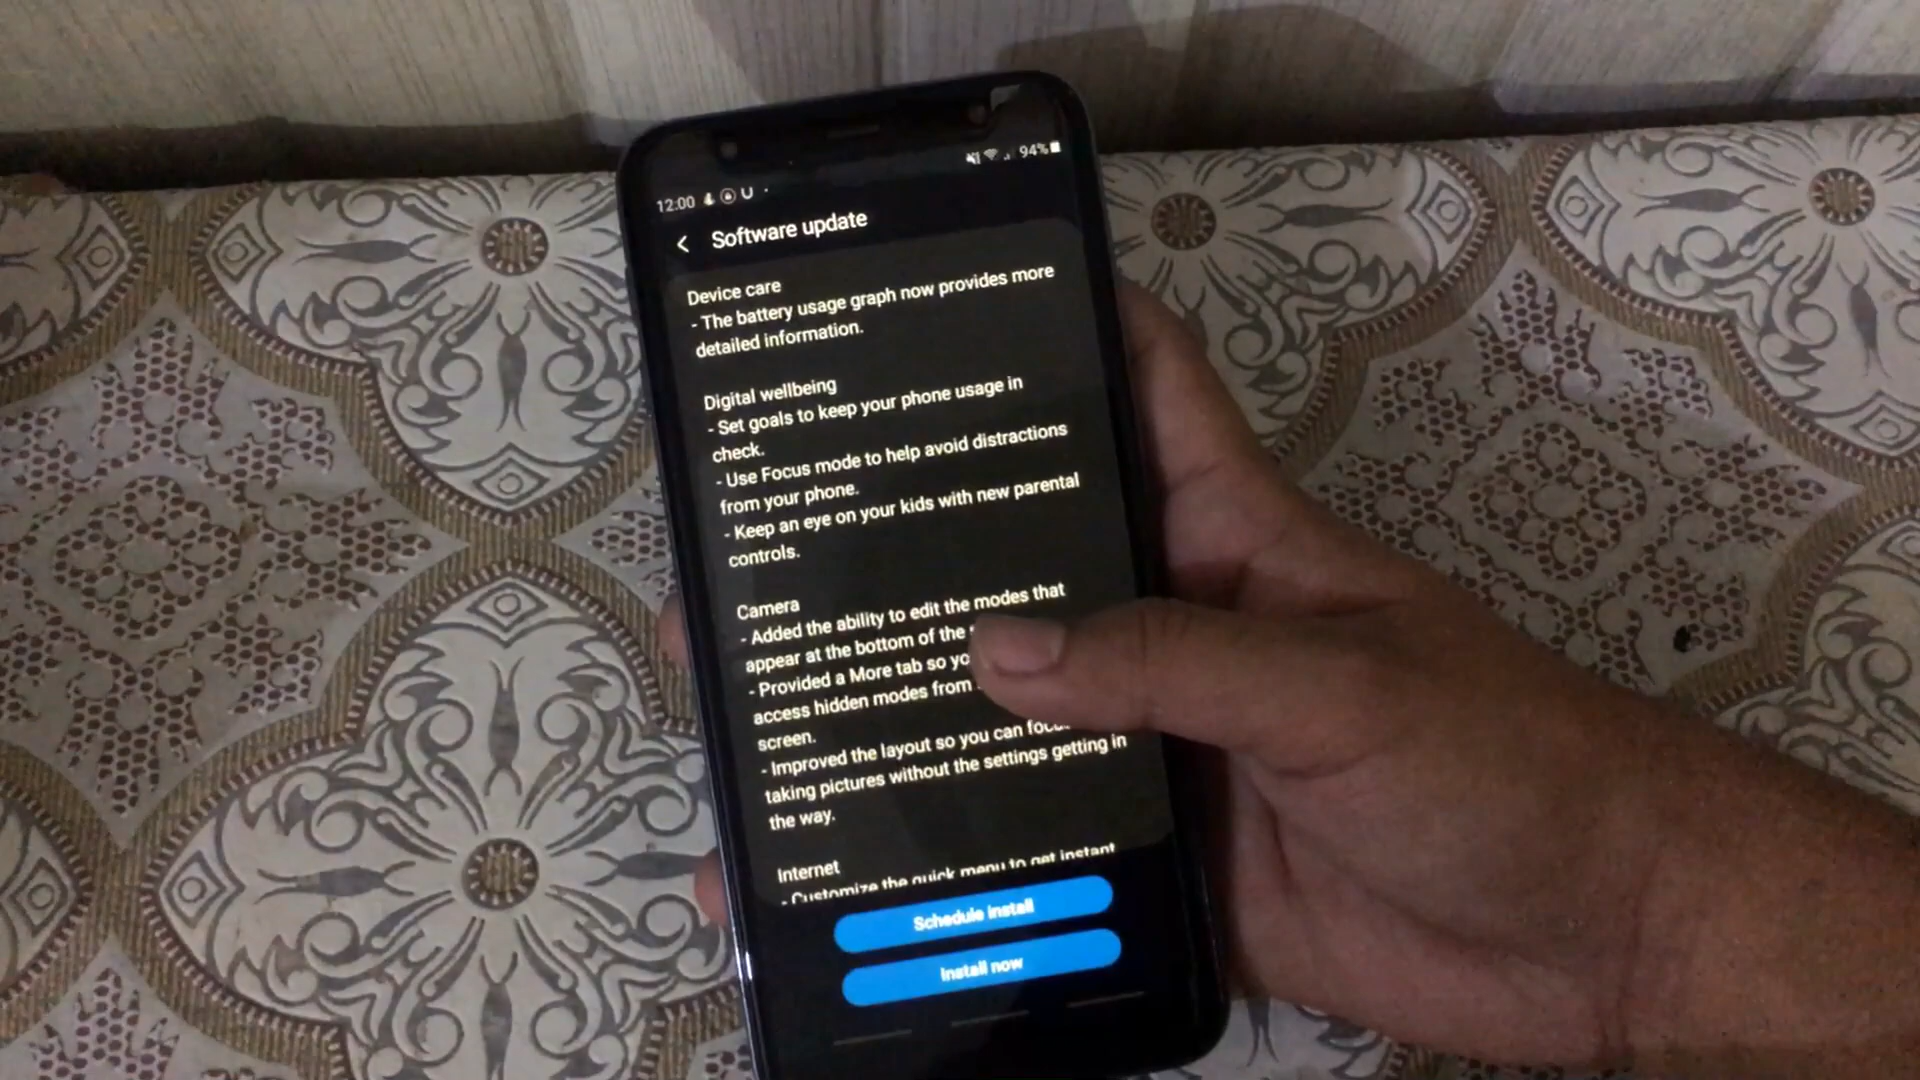 12:00 U 94%
Software update
Device care
- The battery usage graph now provides more
detailed information.
Digital wellbeing
- Set goals to keep your phone usage in
check.
- Use Focus mode to help avoid distractions
from your phone.
- Keep an eye on your kids with new parental
controls.
Camera
- Added the ability to edit the modes that
appear at the bottom of the
- Provided a More tab so
access hidden modes from
screen.
- Improved the layout so you can
taking pictures without the settings getting in
the way.
Internet
- Customize the quick menu to get instant
Schedule install
Install now